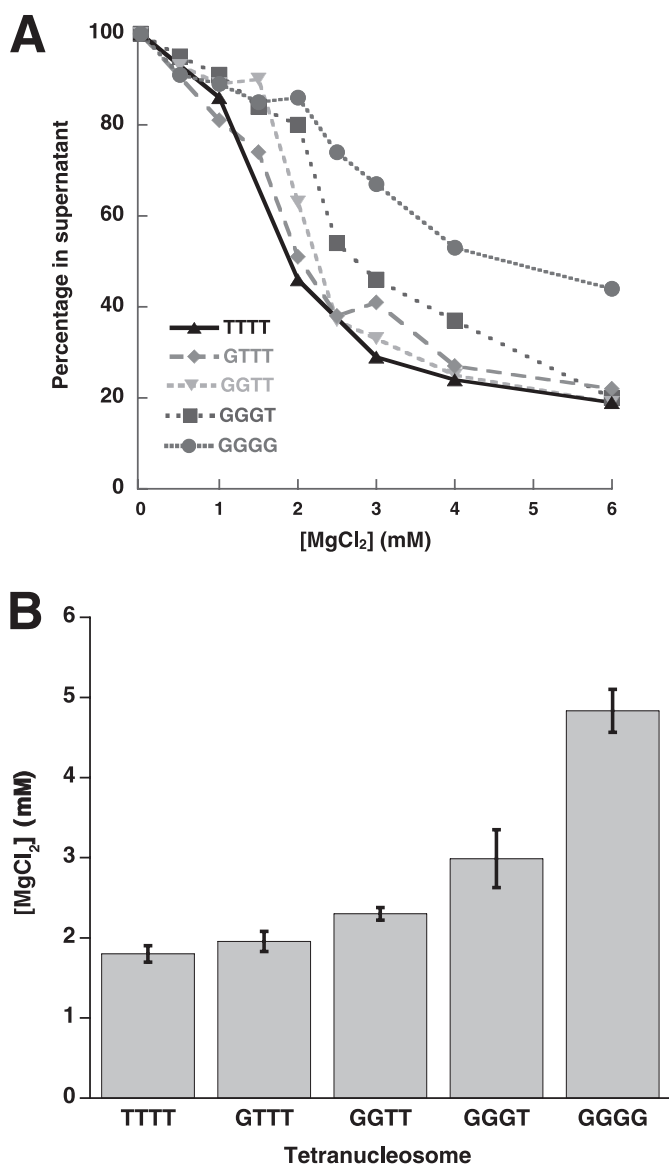 A
Percentage in supernatant
100
80
60
40
20
0
TTTT
GTTT
GGTT
GGGT
GGGG
0 1 2 3 4 5 6
[MgCl₂] (mM)
B
[MgCl₂] (mM)
6
5
4
3
2
1
0
TTTT GTTT GGTT GGGT GGGG
Tetranucleosome